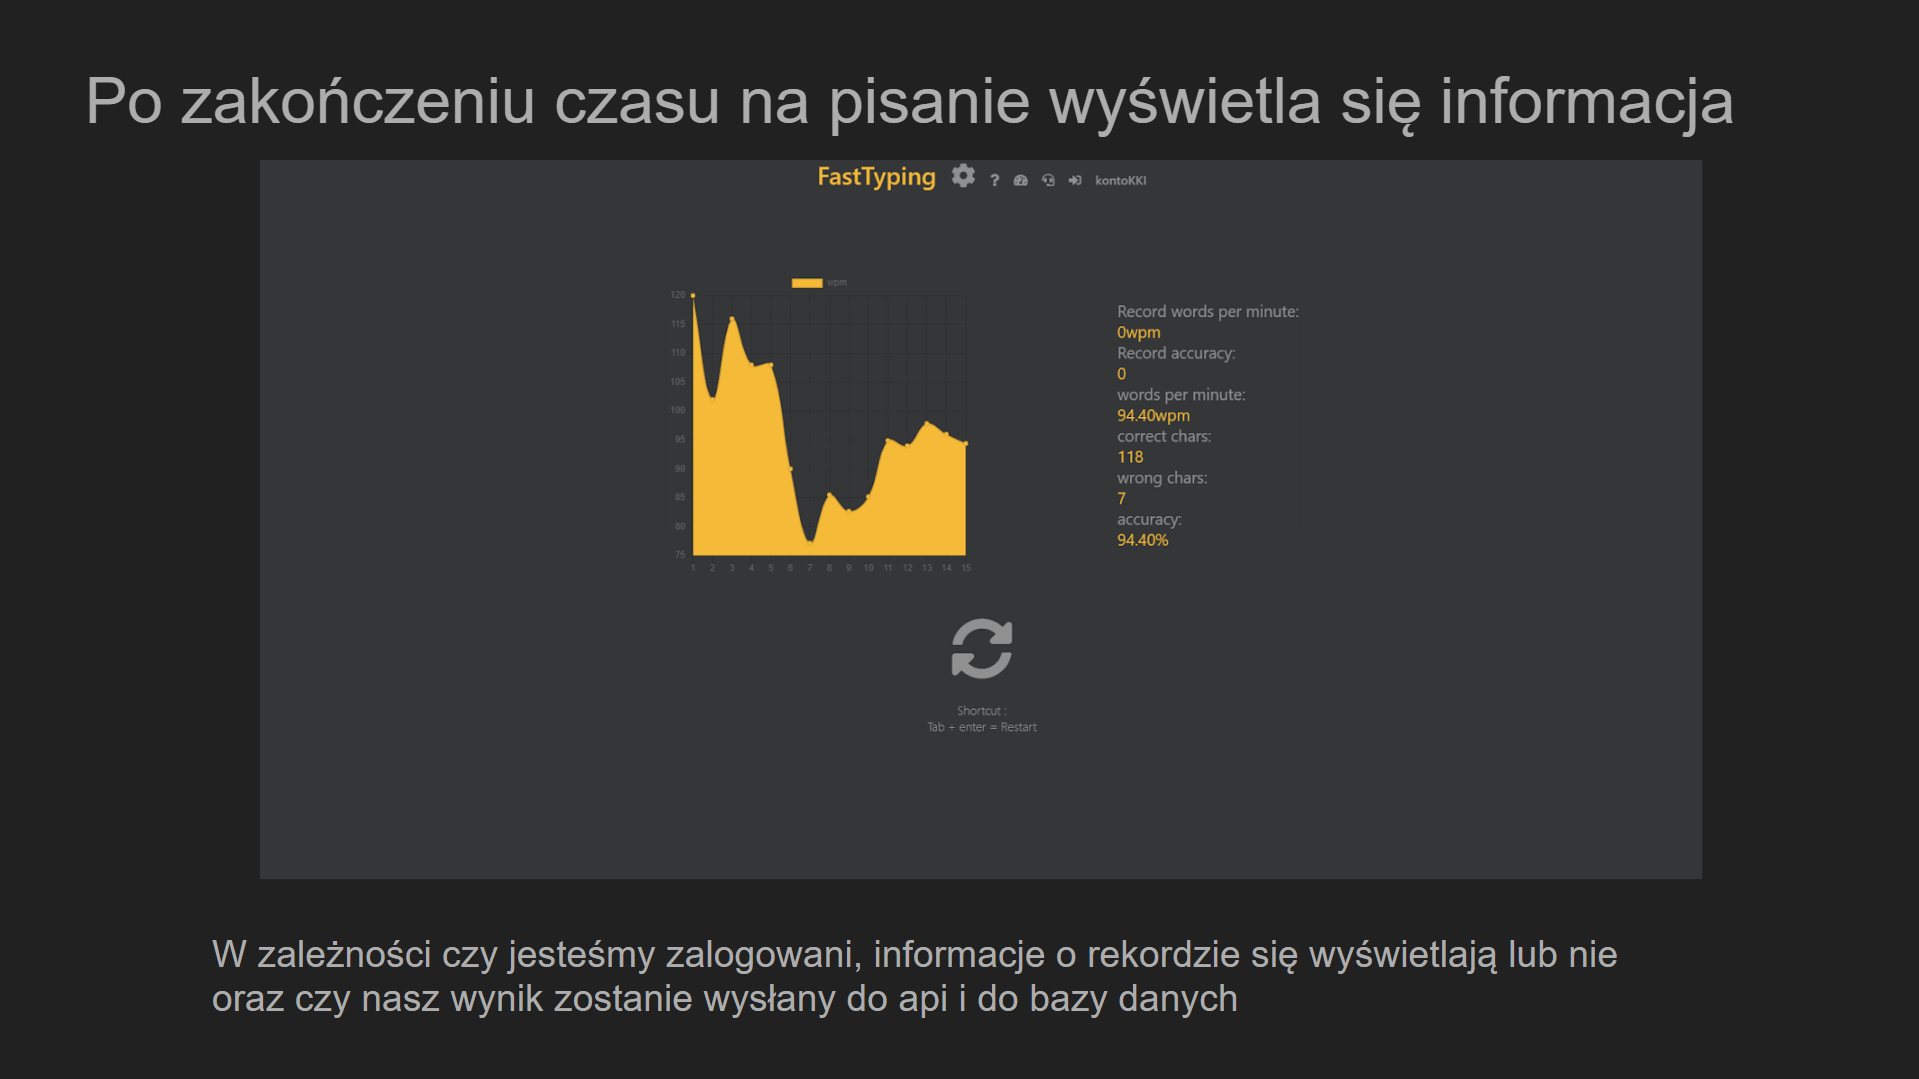 Po zakończeniu czasu na pisanie wyświetla się informacja
FastTyping ? kontoKKI
wpm
120
115
110
105
100
95
90
85
80
75
1 2 3 4 5 6 7 8 9 10 11 12 13 14 15
Record words per minute:
0wpm
Record accuracy:
0
words per minute:
94.40wpm
correct chars:
118
wrong chars:
7
accuracy:
94.40%
Shortcut :
Tab + enter = Restart
W zależności czy jesteśmy zalogowani, informacje o rekordzie się wyświetlają lub nie
oraz czy nasz wynik zostanie wysłany do api i do bazy danych